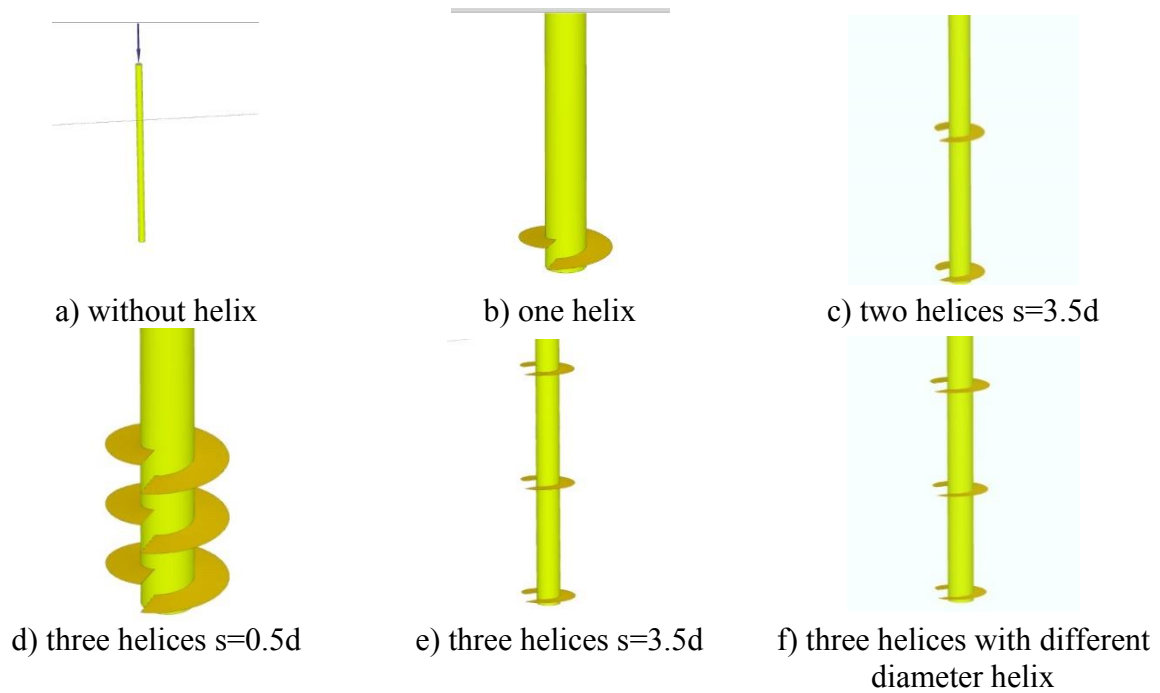 a) without helix
b) one helix
c) two helices s=3.5d
d) three helices s=0.5d
e) three helices s=3.5d
f) three helices with different
diameter helix